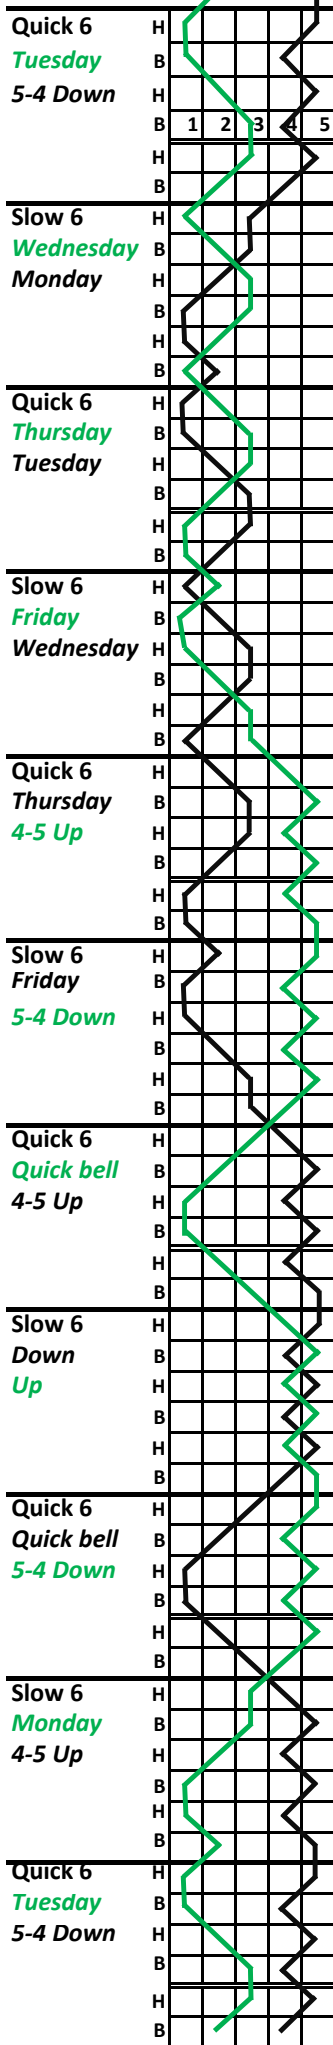 Quick 6 H
Tuesday B
5-4 Down H
B 1 2 3 4 5
H
B
Slow 6 H
Wednesday B
Monday H
B
H
B
Quick 6 H
Thursday B
Tuesday H
B
H
B
Slow 6 H
Friday B
Wednesday H
B
H
B
Quick 6 H
Thursday B
4-5 Up H
B
H
B
Slow 6 H
Friday B
5-4 Down H
B
H
B
Quick 6 H
Quick bell B
4-5 Up H
B
H
B
Slow 6 H
Down B
Up H
B
H
B
Quick 6 H
Quick bell B
5-4 Down H
B
H
B
Slow 6 H
Monday B
4-5 Up H
B
H
B
Quick 6 H
Tuesday B
5-4 Down H
B
H
B